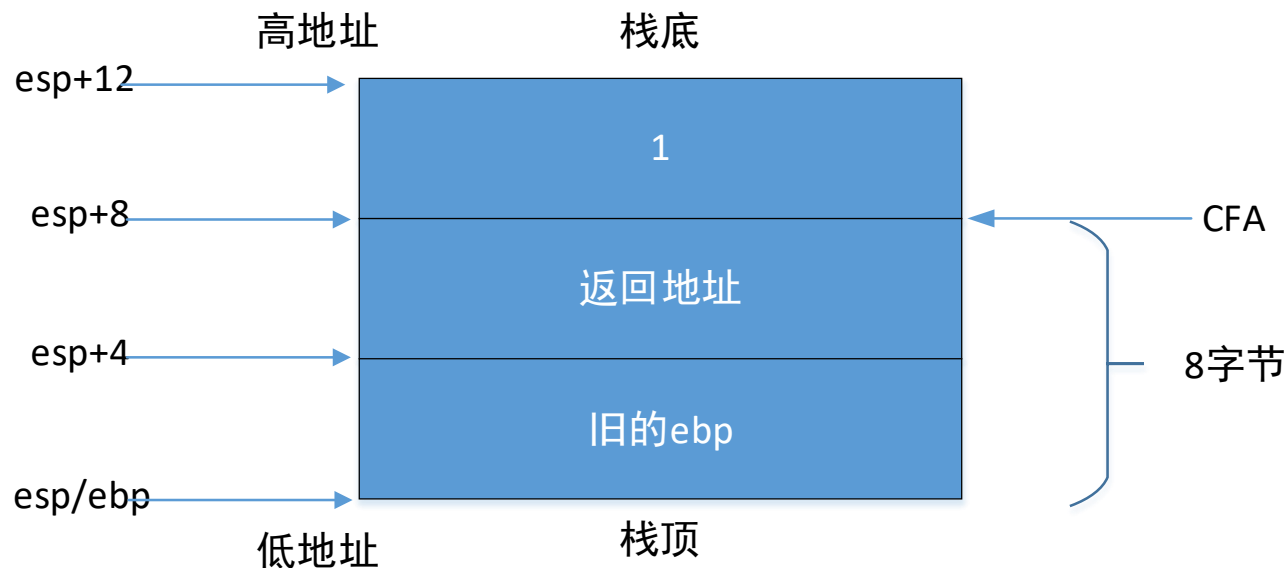 高地址
栈底
esp+12
1
esp+8
CFA
返回地址
esp+4
8字节
旧的ebp
esp/ebp
栈顶
低地址